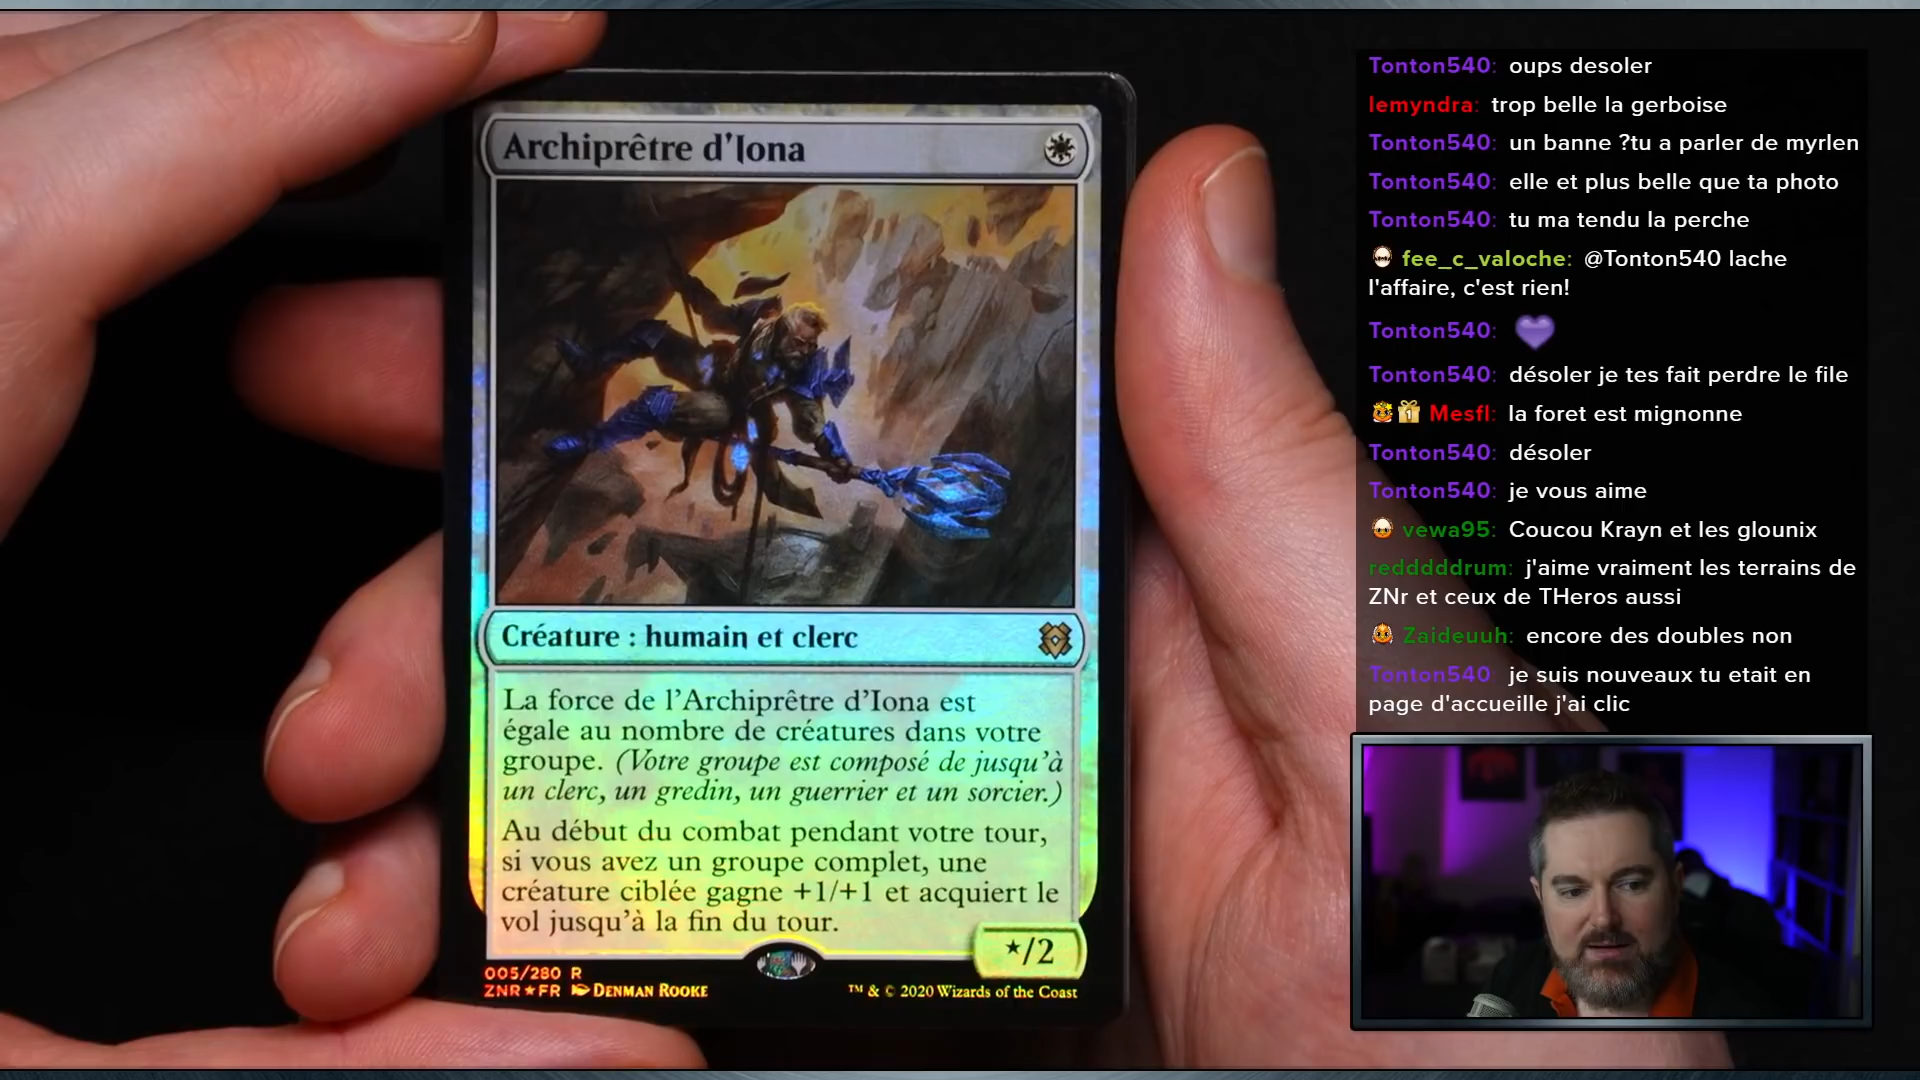 Archiprêtre d'Iona
Créature : humain et clerc
La force de l'Archiprêtre d'Iona est
égale au nombre de créatures dans votre
groupe. (Votre groupe est composé de jusqu'à
un clerc, un gredin, un guerrier et un sorcier.)
Au début du combat pendant votre tour,
si vous avez un groupe complet, une
créature ciblée gagne +1/+1 et acquiert le
vol jusqu'à la fin du tour.
★/2
005/280 R
ZNR★FR DENMAN ROOKE
™ & © 2020 Wizards of the Coast
Tonton540: oups desoler
lemyndra: trop belle la gerboise
Tonton540: un banne ?tu a parler de myrlen
Tonton540: elle et plus belle que ta photo
Tonton540: tu ma tendu la perche
fee_c_valoche: @Tonton540 lache
l'affaire, c'est rien!
Tonton540: 💜
Tonton540: désoler je tes fait perdre le file
1 Mesfl: la foret est mignonne
Tonton540: désoler
Tonton540: je vous aime
vewa95: Coucou Krayn et les glounix
redddddrum: j'aime vraiment les terrains de
ZNr et ceux de THeros aussi
Zaideuuh: encore des doubles non
Tonton540: je suis nouveaux tu etait en
page d'accueille j'ai clic